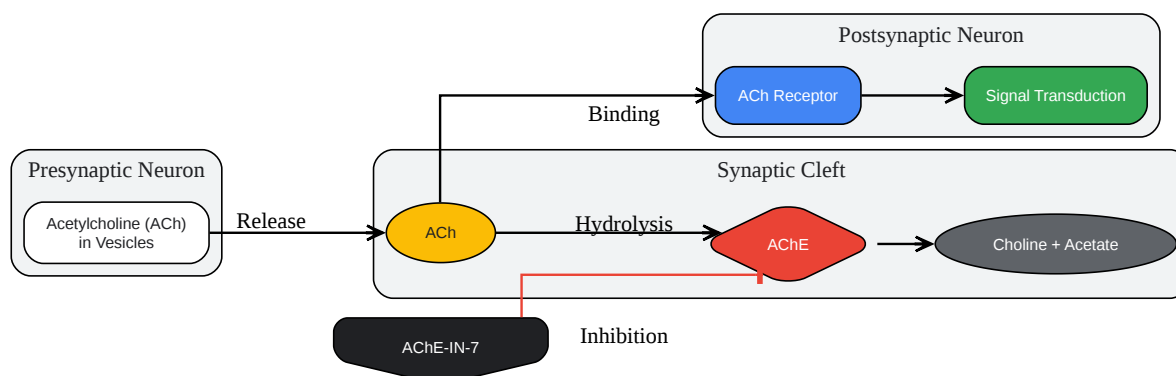 Postsynaptic Neuron
ACh Receptor
Signal Transduction
Binding
Presynaptic Neuron
Synaptic Cleft
Acetylcholine (ACh)
in Vesicles
Release
ACh
Hydrolysis
AChE
Choline + Acetate
AChE-IN-7
Inhibition